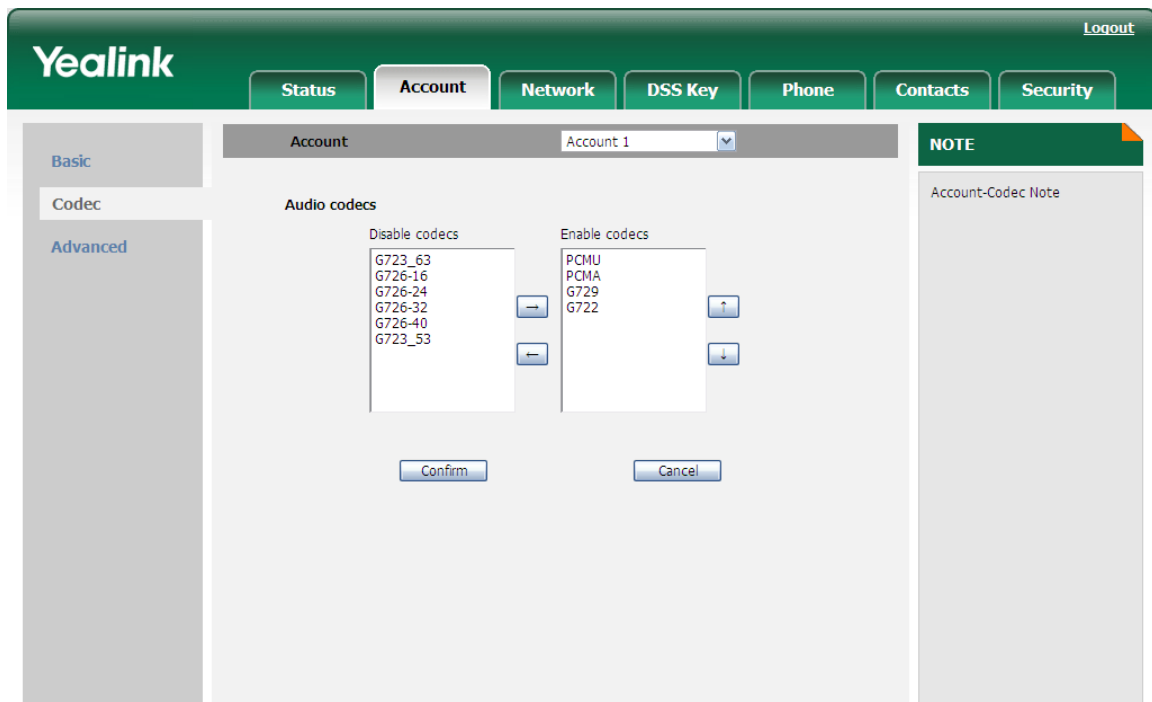 Logout
Yealink
Status Account Network DSS Key Phone Contacts Security
Basic
Codec
Advanced
Account Account 1
Audio codecs
Disable codecs
G723_63
G726-16
G726-24
G726-32
G726-40
G723_53
→
←
Enable codecs
PCMU
PCMA
G729
G722
↑
↓
Confirm Cancel
NOTE
Account-Codec Note